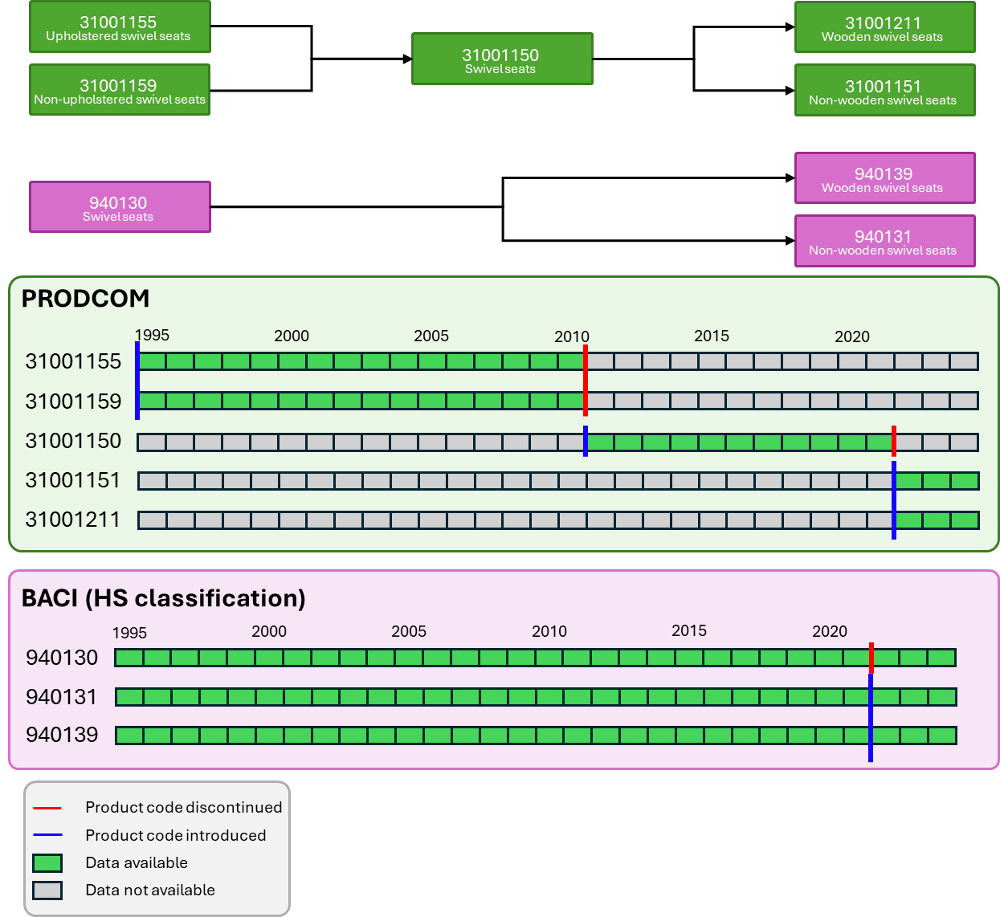 31001155
Upholstered swivel seats
31001159
Non-upholstered swivel seats
31001150
Swivel seats
31001211
Wooden swivel seats
31001151
Non-wooden swivel seats
940130
Swivel seats
940139
Wooden swivel seats
940131
Non-wooden swivel seats
PRODCOM
1995 2000 2005 2010 2015 2020
31001155
31001159
31001150
31001151
31001211
BACI (HS classification)
1995 2000 2005 2010 2015 2020
940130
940131
940139
Product code discontinued
Product code introduced
Data available
Data not available